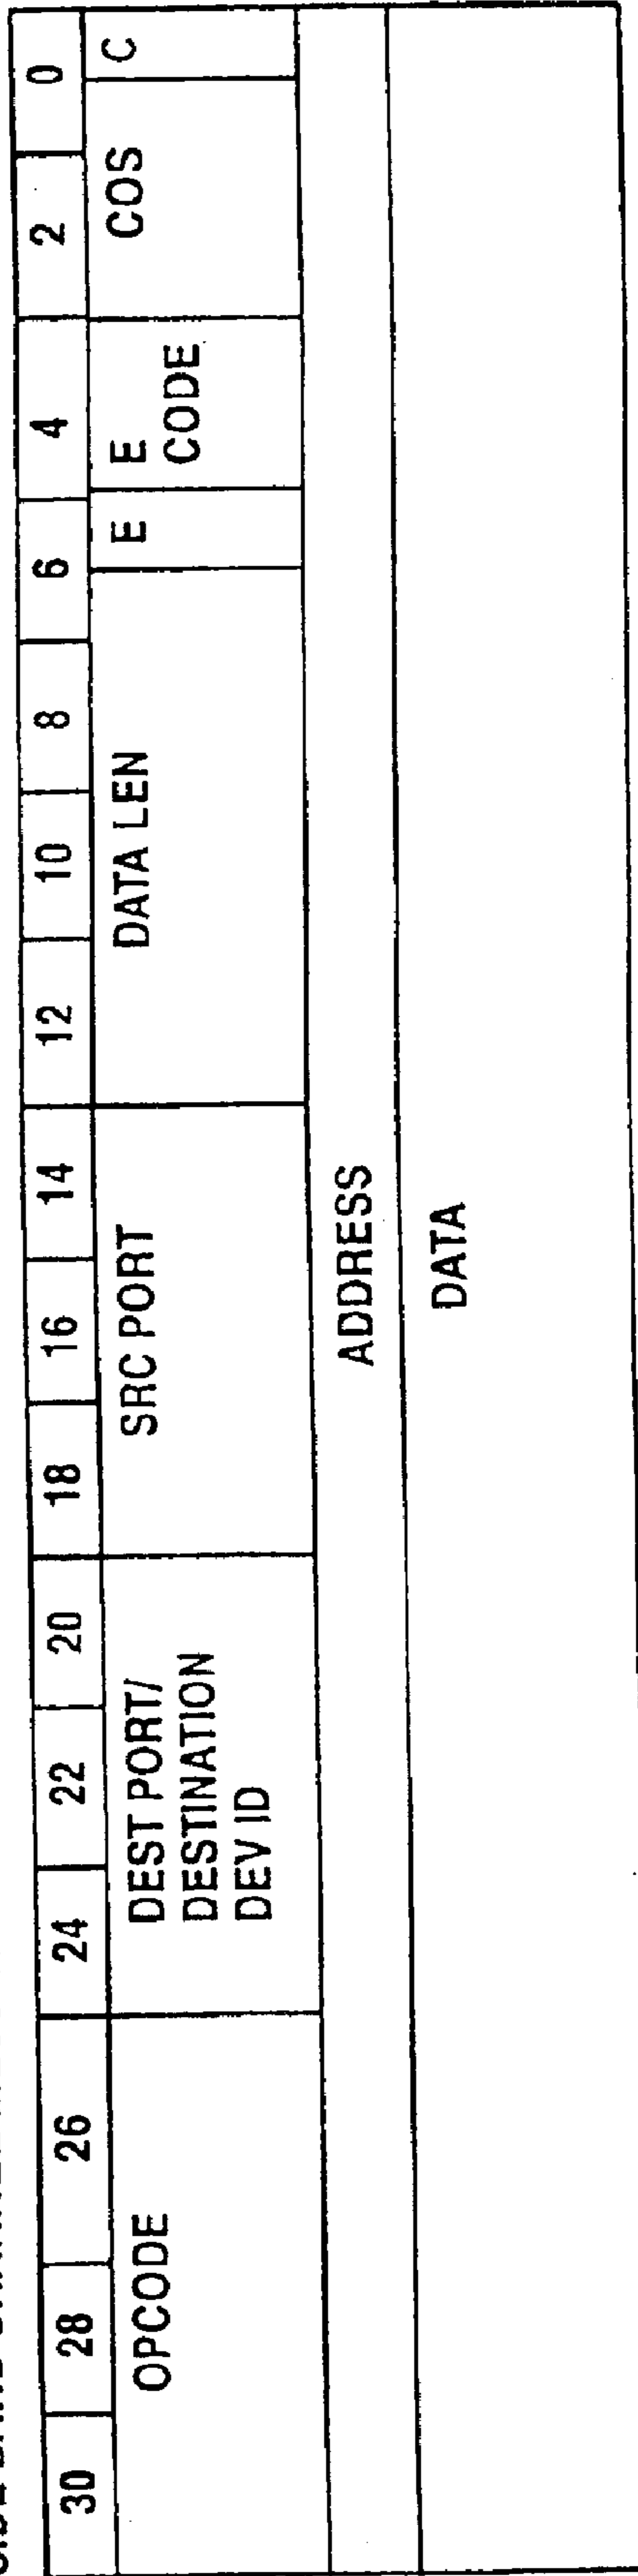 30 28 26 24 22 20 18 16 14 12 10 8 6 4 2 0
OPCODE
DEST PORT/
DESTINATION
DEV ID
SRC PORT
DATA LEN
E
E
CODE
COS
C
ADDRESS
DATA